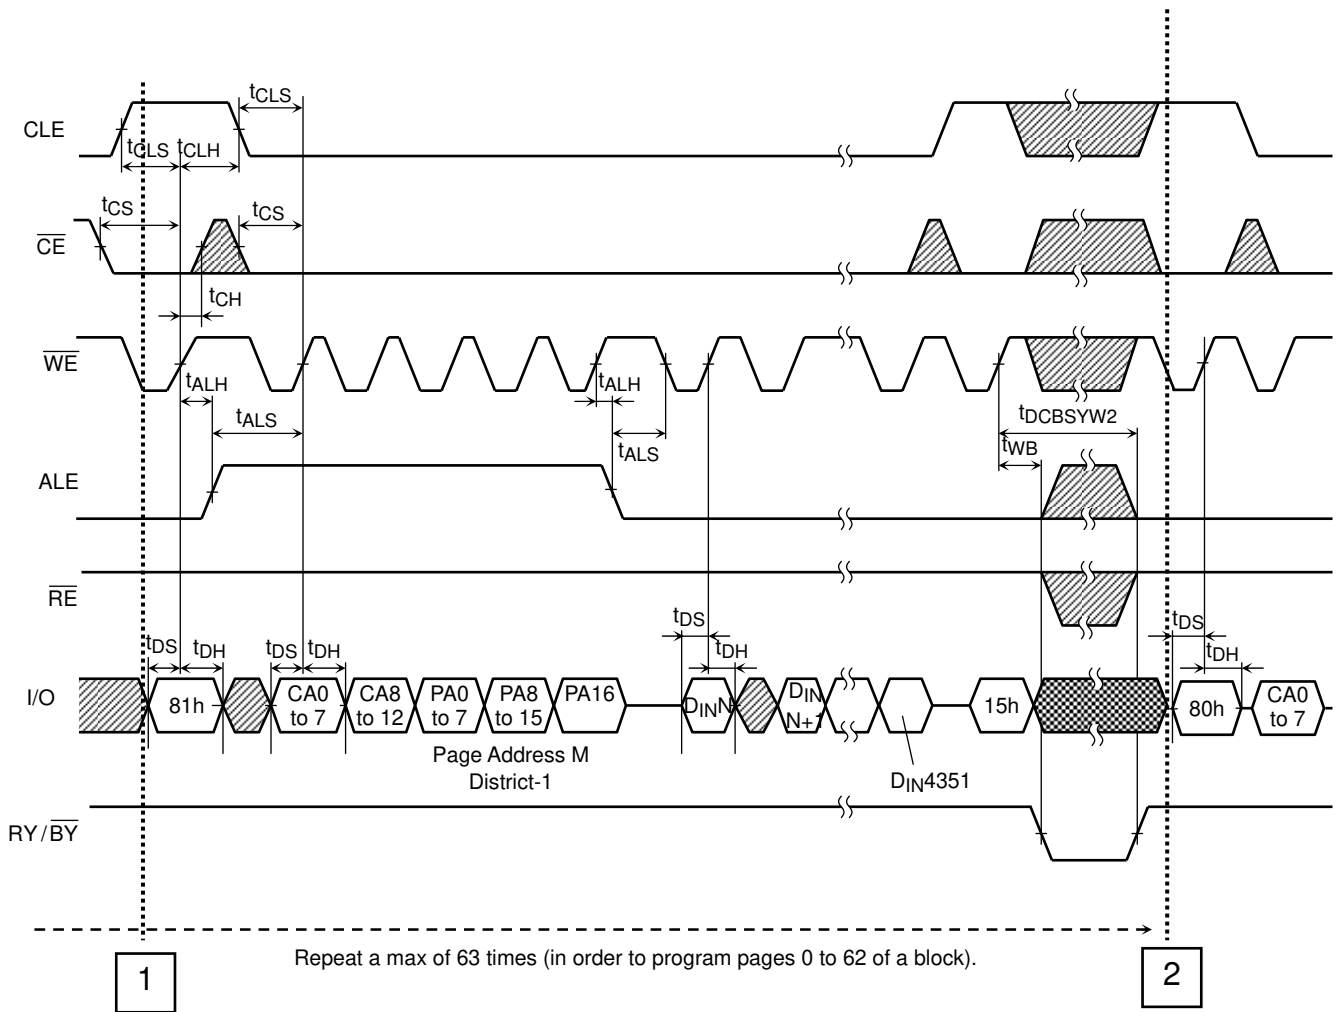 tCLS
CLE
tCLS tCLH
tCS
tCS
CE
tCH
WE
tALH
tALH
tALS
tALS
tDCBSYW2
tWB
ALE
RE
tDS
tDH
tDS
tDH
tDS
tDH
tDS
tDH
I/O
81h
CA0
to 7
CA8
to 12
PA0
to 7
PA8
to 15
PA16
DINN
DIN
N+1
15h
80h
CA0
to 7
Page Address M
District-1
DIN4351
RY/BY
Repeat a max of 63 times (in order to program pages 0 to 62 of a block).
1
2